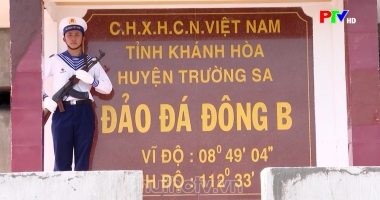 PTV HD
C.H.X.H.C.N.VIỆT NAM
TỈNH KHÁNH HÒA
HUYỆN TRƯỜNG SA
ĐẢO ĐÁ ĐÔNG B
VĨ ĐỘ : 08⁰ 49' 04"
H ĐỘ : 112⁰ 33'